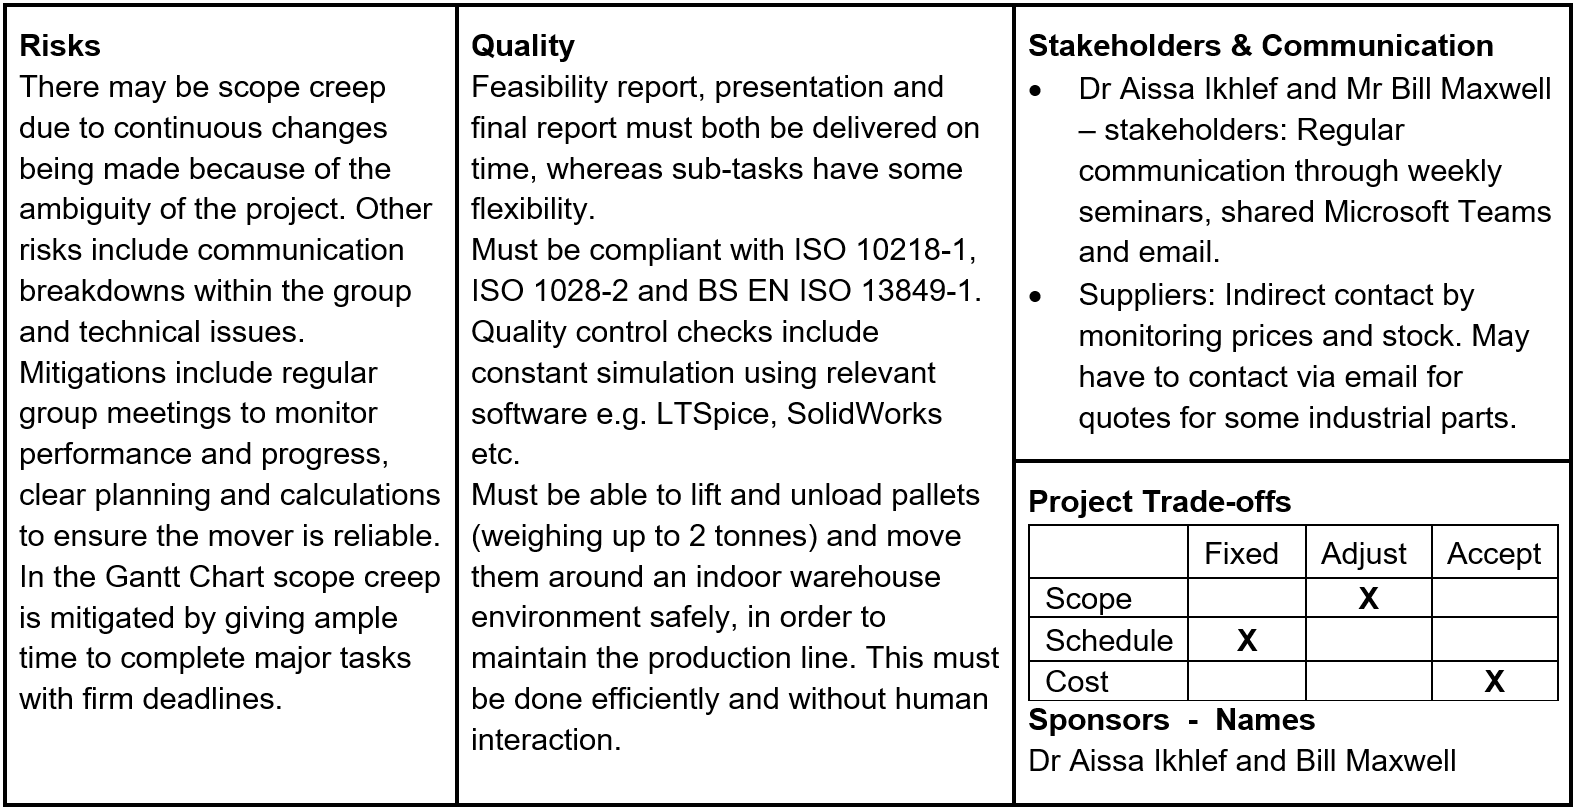 Risks
There may be scope creep
due to continuous changes
being made because of the
ambiguity of the project. Other
risks include communication
breakdowns within the group
and technical issues.
Mitigations include regular
group meetings to monitor
performance and progress,
clear planning and calculations
to ensure the mover is reliable.
In the Gantt Chart scope creep
is mitigated by giving ample
time to complete major tasks
with firm deadlines.
Quality
Feasibility report, presentation and
final report must both be delivered on
time, whereas sub-tasks have some
flexibility.
Must be compliant with ISO 10218-1,
ISO 1028-2 and BS EN ISO 13849-1.
Quality control checks include
constant simulation using relevant
software e.g. LTSpice, SolidWorks
etc.
Must be able to lift and unload pallets
(weighing up to 2 tonnes) and move
them around an indoor warehouse
environment safely, in order to
maintain the production line. This must
be done efficiently and without human
interaction.
Stakeholders & Communication
• Dr Aissa Ikhlef and Mr Bill Maxwell
– stakeholders: Regular
communication through weekly
seminars, shared Microsoft Teams
and email.
• Suppliers: Indirect contact by
monitoring prices and stock. May
have to contact via email for
quotes for some industrial parts.
Project Trade-offs
Fixed Adjust Accept
Scope X
Schedule X
Cost X
Sponsors - Names
Dr Aissa Ikhlef and Bill Maxwell